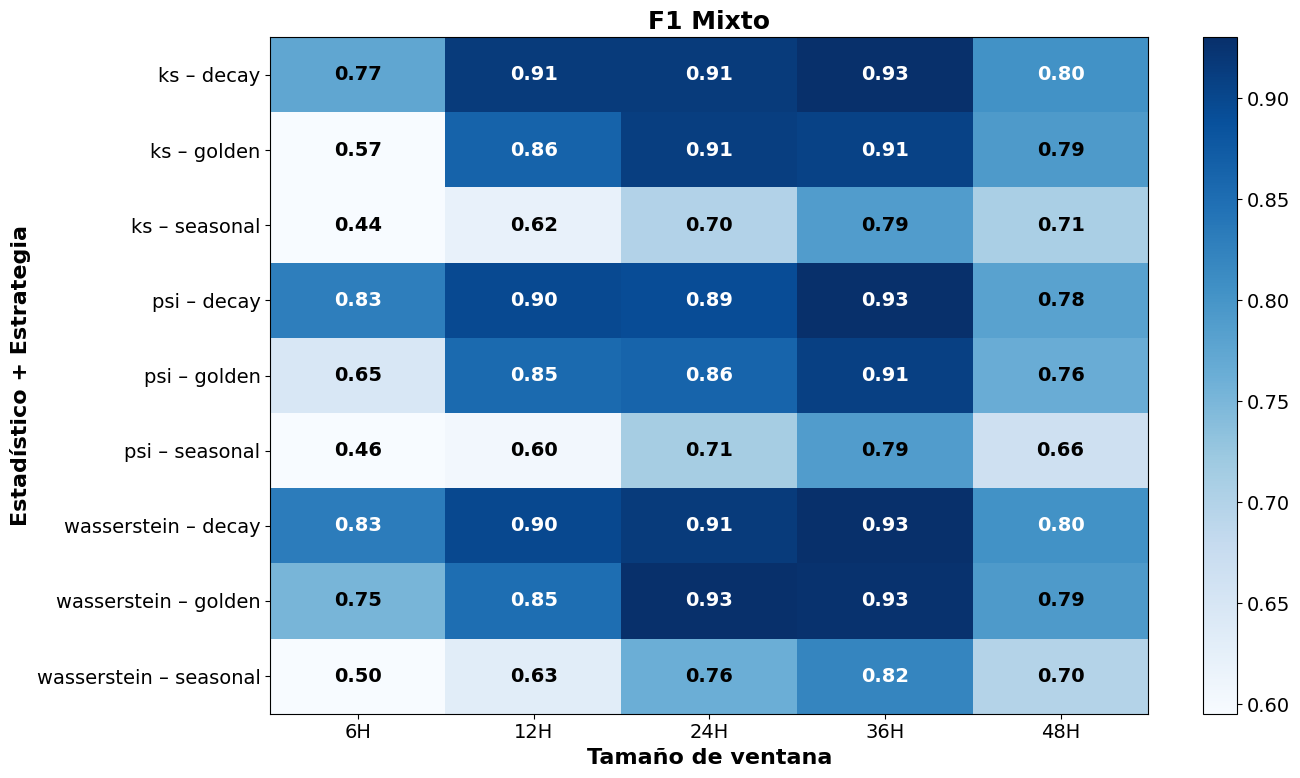 F1 Mixto
Estadístico + Estrategia
ks – decay 0.77 0.91 0.91 0.93 0.80
ks – golden 0.57 0.86 0.91 0.91 0.79
ks – seasonal 0.44 0.62 0.70 0.79 0.71
psi – decay 0.83 0.90 0.89 0.93 0.78
psi – golden 0.65 0.85 0.86 0.91 0.76
psi – seasonal 0.46 0.60 0.71 0.79 0.66
wasserstein – decay 0.83 0.90 0.91 0.93 0.80
wasserstein – golden 0.75 0.85 0.93 0.93 0.79
wasserstein – seasonal 0.50 0.63 0.76 0.82 0.70
6H 12H 24H 36H 48H
Tamaño de ventana
0.90
0.85
0.80
0.75
0.70
0.65
0.60